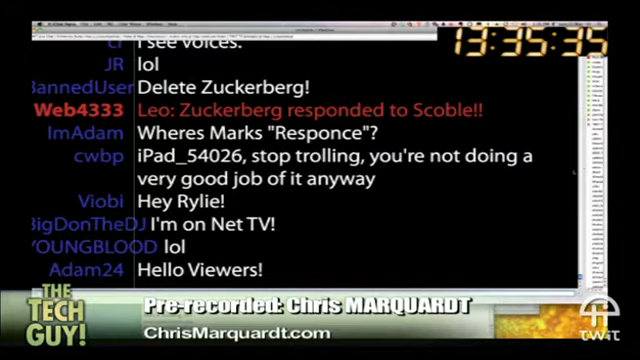 13:35:35
cr I see voices.
JR lol
BannedUser Delete Zuckerberg!
Web4333 Leo: Zuckerberg responded to Scoble!!
ImAdam Wheres Marks "Responce"?
cwbp iPad_54026, stop trolling, you're not doing a
very good job of it anyway
Viobi Hey Rylie!
BigDonTheDJ I'm on Net TV!
YOUNGBLOOD lol
Adam24 Hello Viewers!
THE
TECH
GUY!
Pre-recorded: Chris MARQUARDT
ChrisMarquardt.com
TWiT